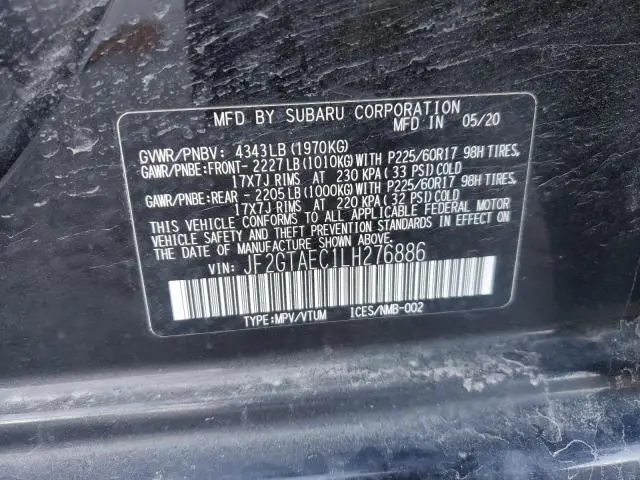 MFD BY SUBARU CORPORATION
MFD IN 05/20
GVWR/PNBV: 4343LB (1970KG)
GAWR/PNBE:FRONT- 2227LB (1010KG)WITH P225/60R17 98H TIRES,
17X7J RIMS AT 230 KPA (33 PSI)COLD
GAWR/PNBE:REAR - 2205LB (1000KG)WITH P225/60R17 98H TIRES,
17X7J RIMS AT 220 KPA (32 PSI)COLD
THIS VEHICLE CONFORMS TO ALL APPLICABLE FEDERAL MOTOR
VEHICLE SAFETY AND THEFT PREVENTION STANDARDS IN EFFECT ON
THE DATE OF MANUFACTURE SHOWN ABOVE.
VIN: JF2GTAEC1LH276886
TYPE:MPV/VTUM ICES/NMB-002